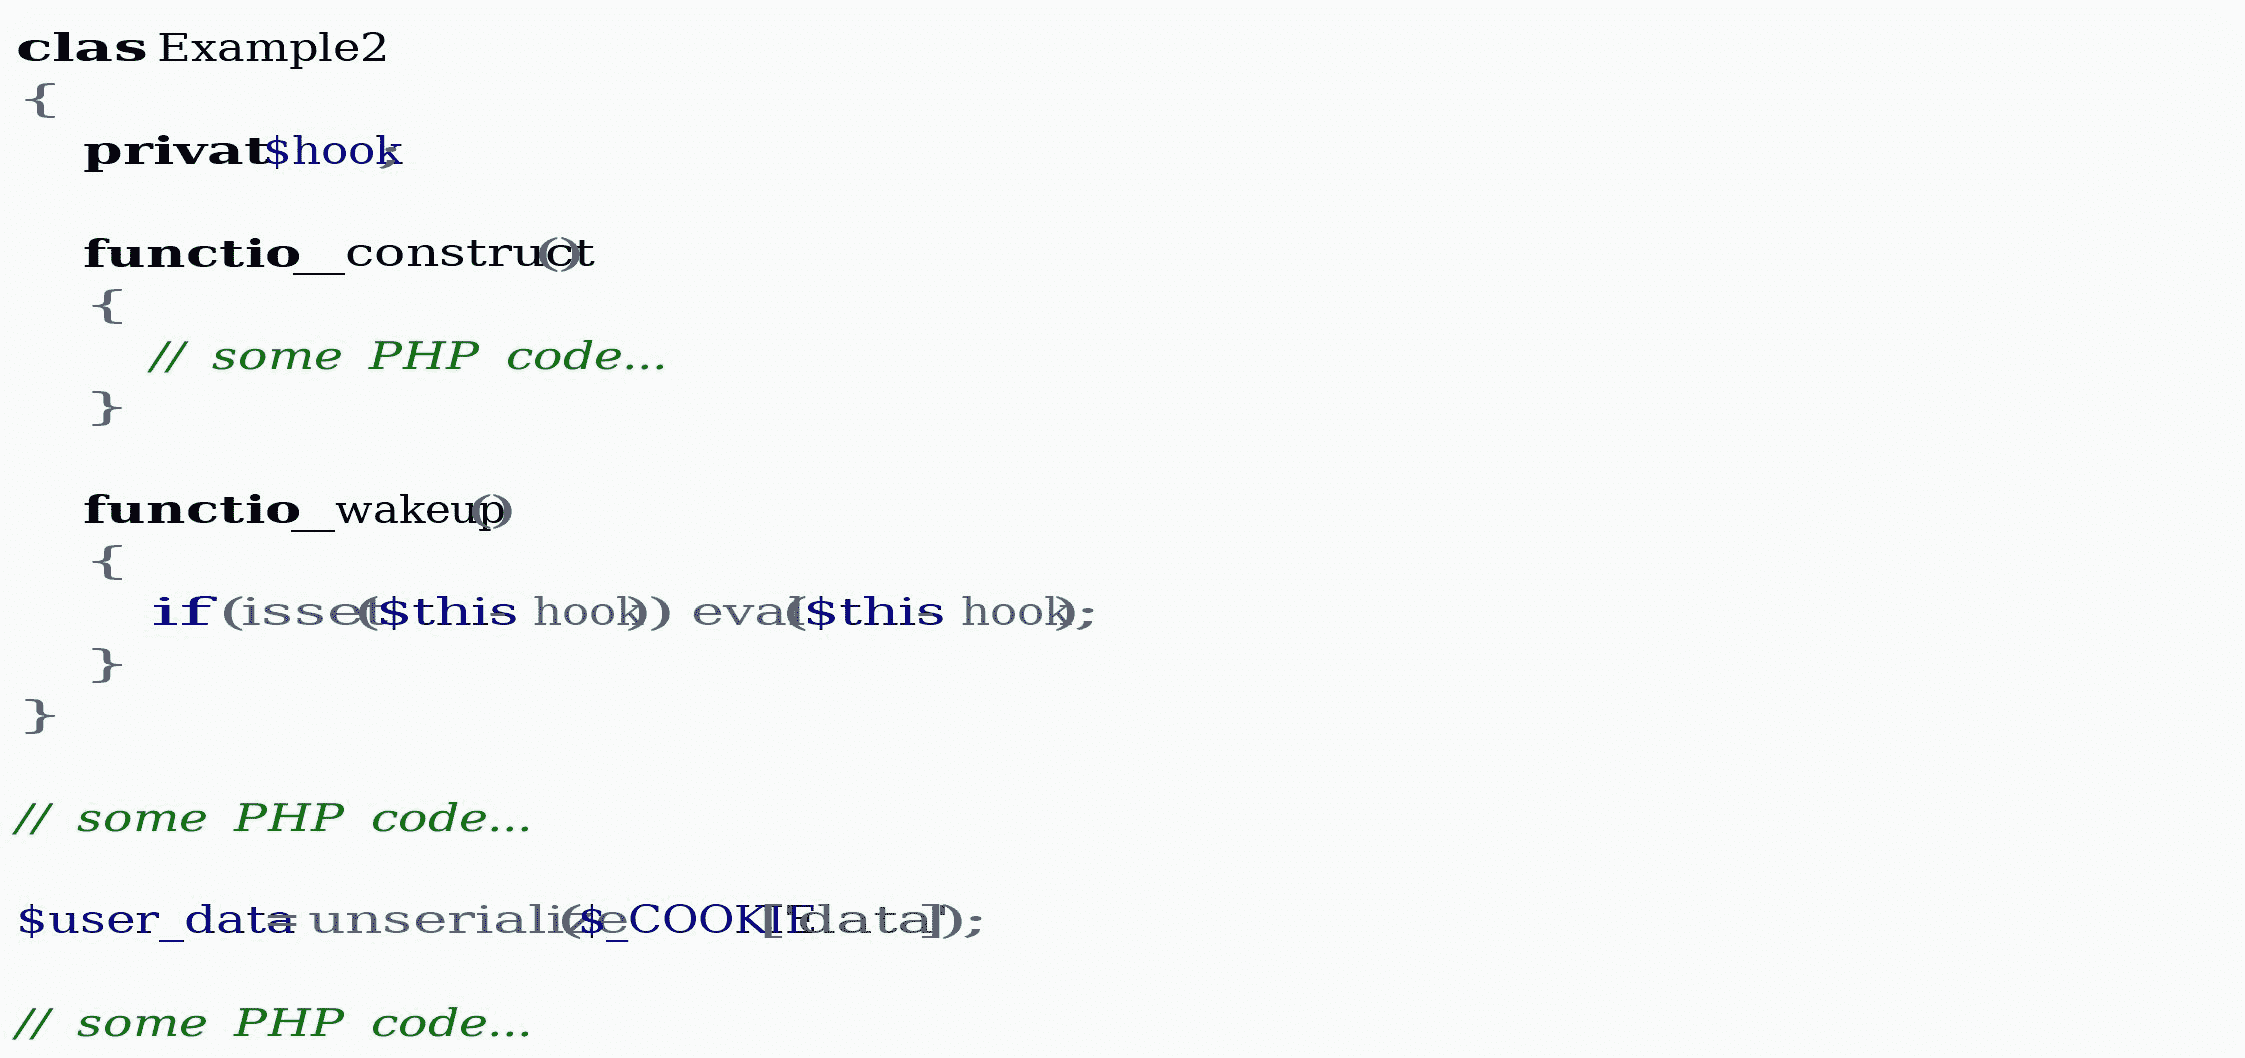 clas Example2
{
privat $hook;
functio __construct()
{
// some PHP code...
}
functio __wakeup()
{
if (isset($this- hook)) eval($this- hook);
}
}
// some PHP code...
$user_data = unserialize($_COOKIE['data']);
// some PHP code...